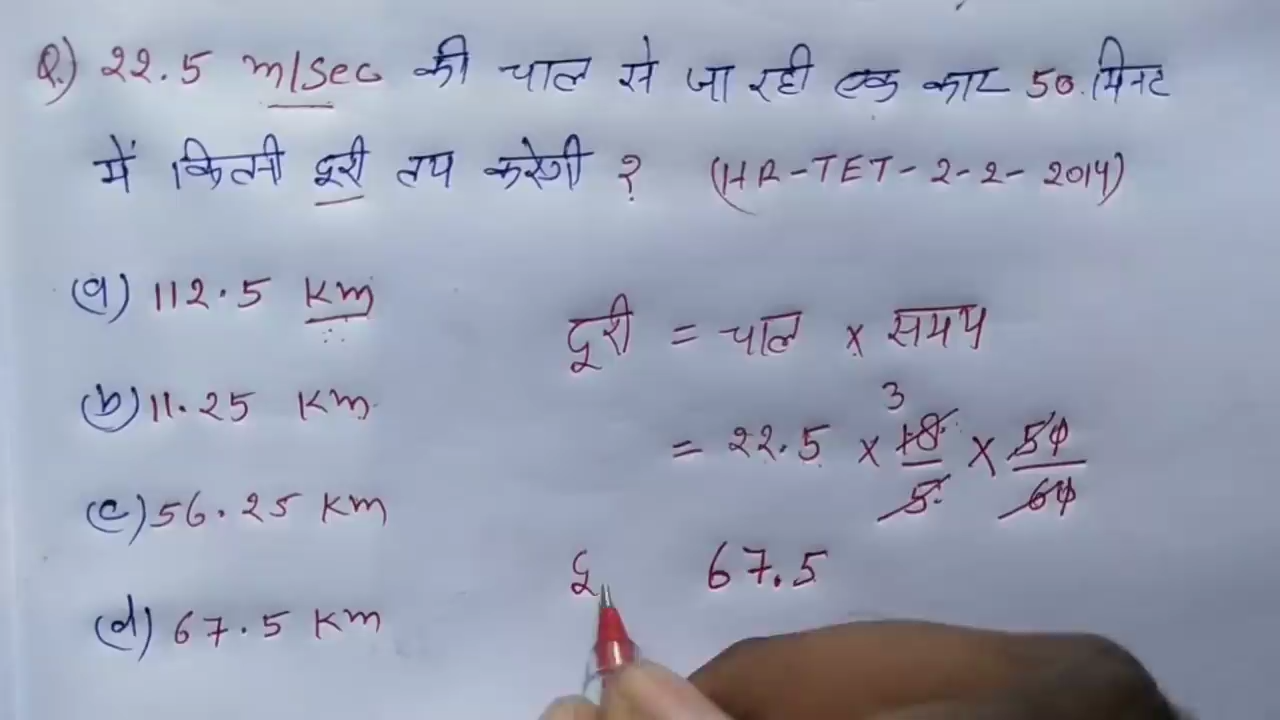 Q.) 22.5 m/sec की चाल से जा रही एक कार 50 मिनट
में कितनी दूरी तय करेगी ? (HR-TET-2-2-2014)
(a) 112.5 Km
(b) 11.25 Km
(c) 56.25 Km
(d) 67.5 Km
दूरी = चाल × समय
3
= 22.5 × 18/5 × 50/60
दू 67.5